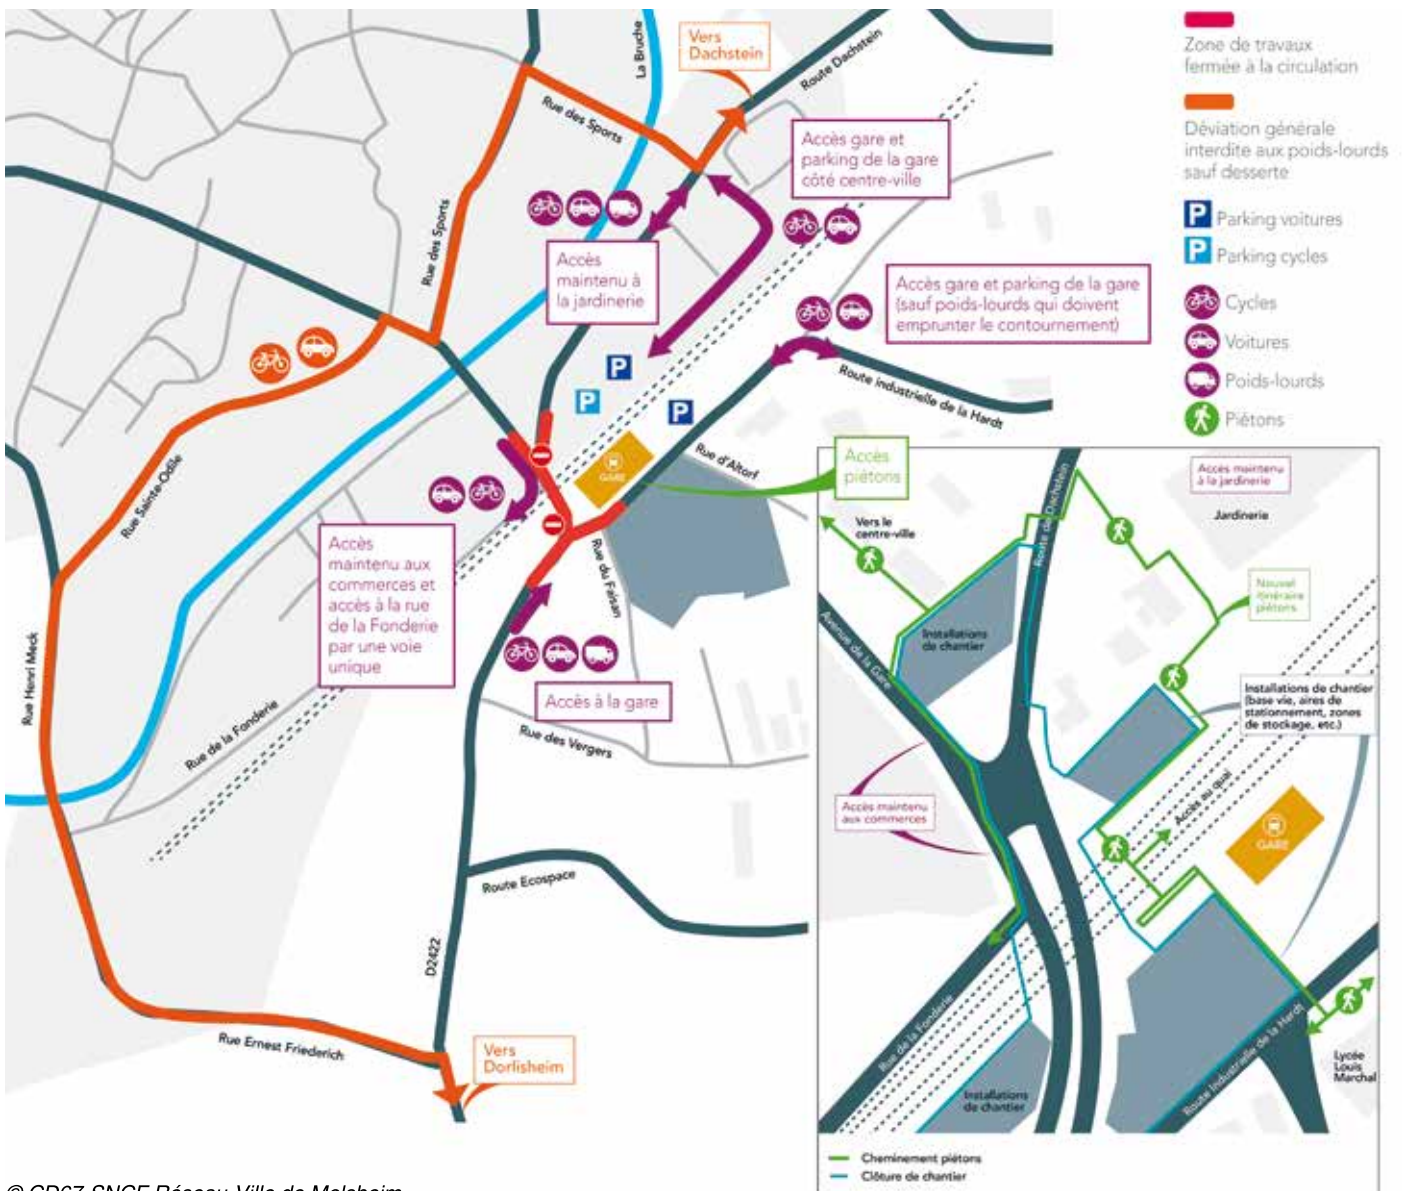 Vers
Dachstein
Route Dachstein
La Bruche
Rue des Sports
Accès gare et
parking de la gare
côté centre-ville
Rue des Sports
Accès
maintenu à
la jardinerie
Accès gare et parking de la gare
(sauf poids-lourds qui doivent
emprunter le contournement)
Route industrielle de la Hardt
P
P
P
GARE
Rue d'Altorf
Accès
piétons
Rue Sainte-Odile
Accès
maintenu aux
commerces et
accès à la rue
de la Fonderie
par une voie
unique
Rue du Faisan
Accès à la gare
Rue Henri Meck
Rue de la Fonderie
Rue des Vergers
Route Ecospace
D2422
Rue Ernest Friederich
Vers
Dorlisheim
Zone de travaux
fermée à la circulation
Déviation générale
interdite aux poids-lourds
sauf desserte
P Parking voitures
P Parking cycles
Cycles
Voitures
Poids-lourds
Piétons
Accès maintenu
à la jardinerie
Jardinerie
Vers le
centre-ville
Route de Dachstein
Nouvel
itinéraire
piétons
Installations
de chantier
Avenue de la Gare
Installations de chantier
(base vie, aires de
stationnement, zones
de stockage, etc.)
Accès maintenu
aux commerces
Accès au quai
GARE
Rue de la Fonderie
Route Industrielle de la Hardt
Lycée
Louis
Marchal
Installations
de chantier
Cheminement piétons
Clôture de chantier